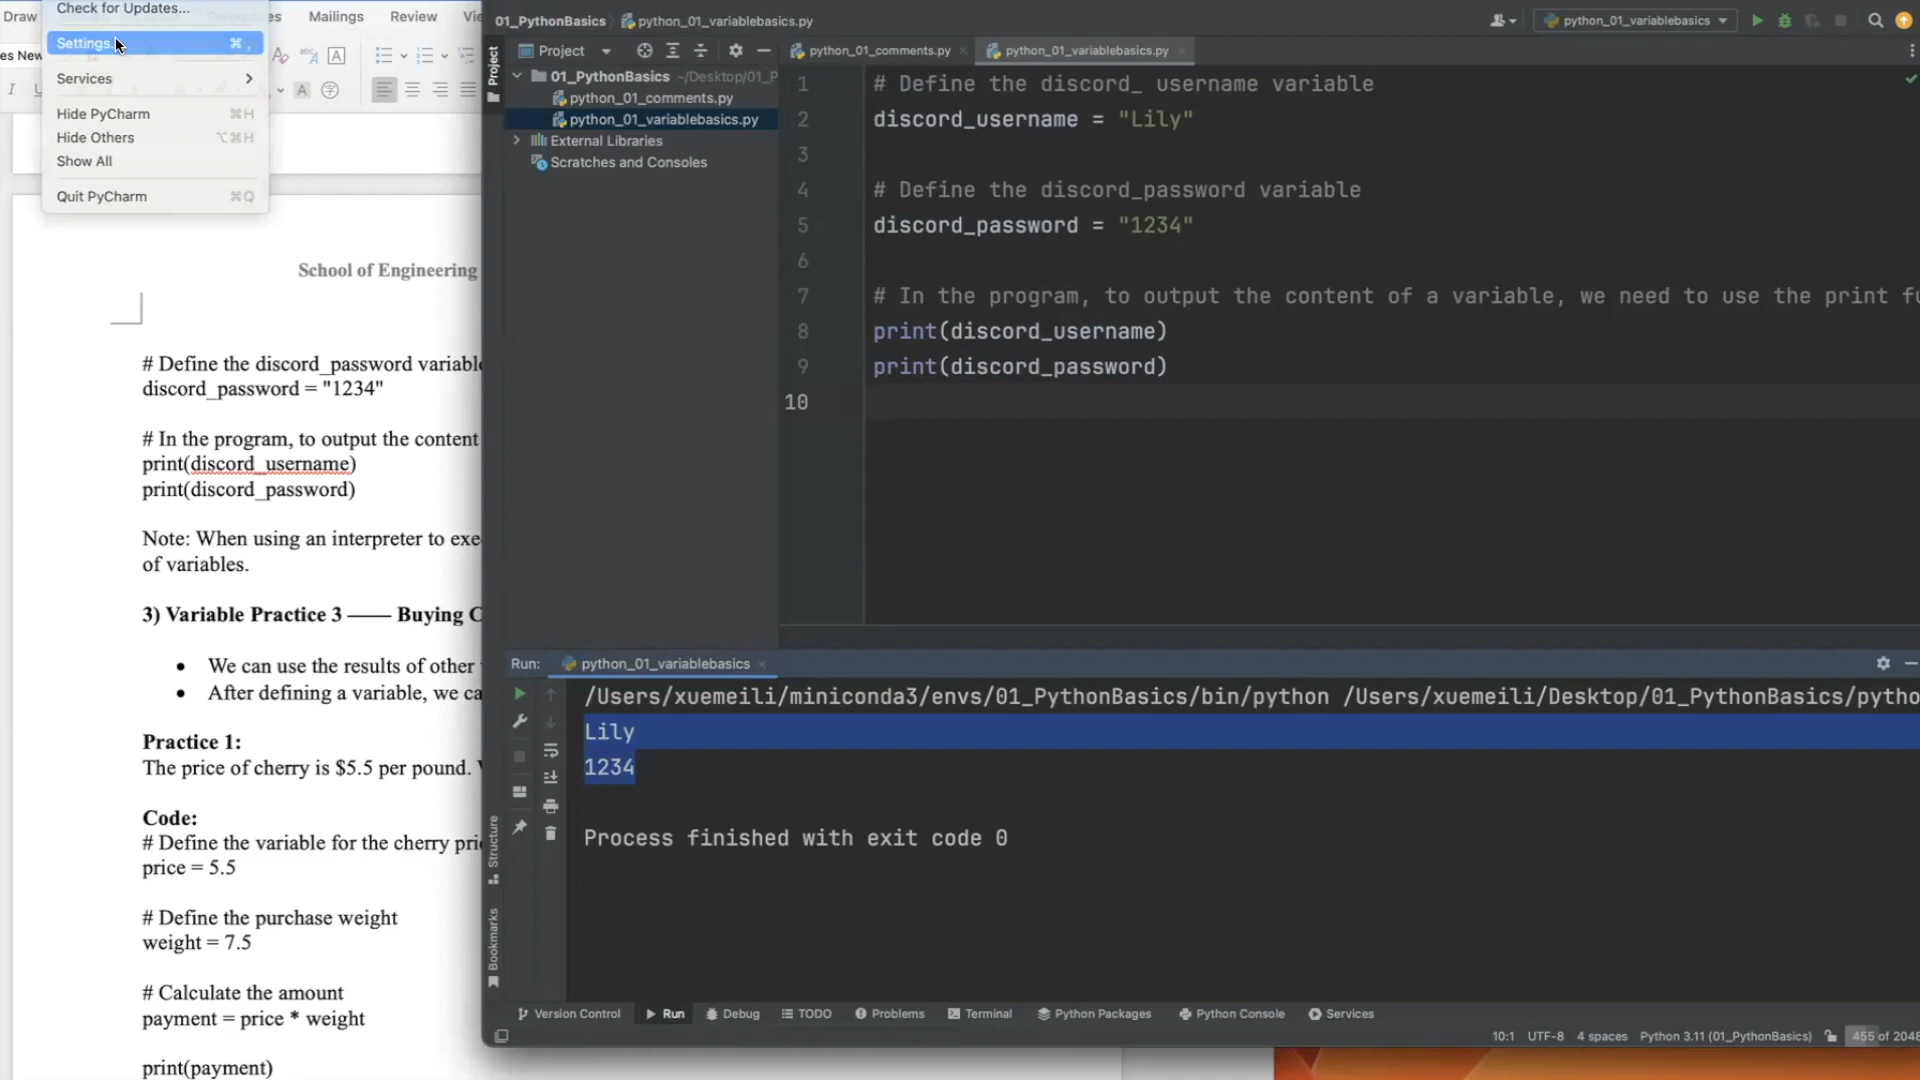 Check for Updates...
Settings...
⌘ ,
Services
Hide PyCharm
⌘H
Hide Others
⌥⌘H
Show All
Quit PyCharm
⌘Q
Draw
Mailings
Review
es New
School of Engineering
# Define the discord_password variable
discord_password = "1234"
# In the program, to output the content
print(discord_username)
print(discord_password)
Note: When using an interpreter to exe
of variables.
3) Variable Practice 3 —— Buying C
• We can use the results of other
• After defining a variable, we ca
Practice 1:
The price of cherry is $5.5 per pound.
Code:
# Define the variable for the cherry pri
price = 5.5
# Define the purchase weight
weight = 7.5
# Calculate the amount
payment = price * weight
print(payment)
01_PythonBasics
python_01_variablebasics.py
python_01_variablebasics
Project
Project
01_PythonBasics ~/Desktop/01_P
python_01_comments.py
python_01_variablebasics.py
External Libraries
Scratches and Consoles
python_01_comments.py
python_01_variablebasics.py
1 # Define the discord_ username variable
2 discord_username = "Lily"
3
4 # Define the discord_password variable
5 discord_password = "1234"
6
7 # In the program, to output the content of a variable, we need to use the print fu
8 print(discord_username)
9 print(discord_password)
10
Run:
python_01_variablebasics
/Users/xuemeili/miniconda3/envs/01_PythonBasics/bin/python /Users/xuemeili/Desktop/01_PythonBasics/pytho
Lily
1234
Process finished with exit code 0
Structure
Bookmarks
Version Control
Run
Debug
TODO
Problems
Terminal
Python Packages
Python Console
Services
10:1
UTF-8
4 spaces
Python 3.11 (01_PythonBasics)
455 of 2048